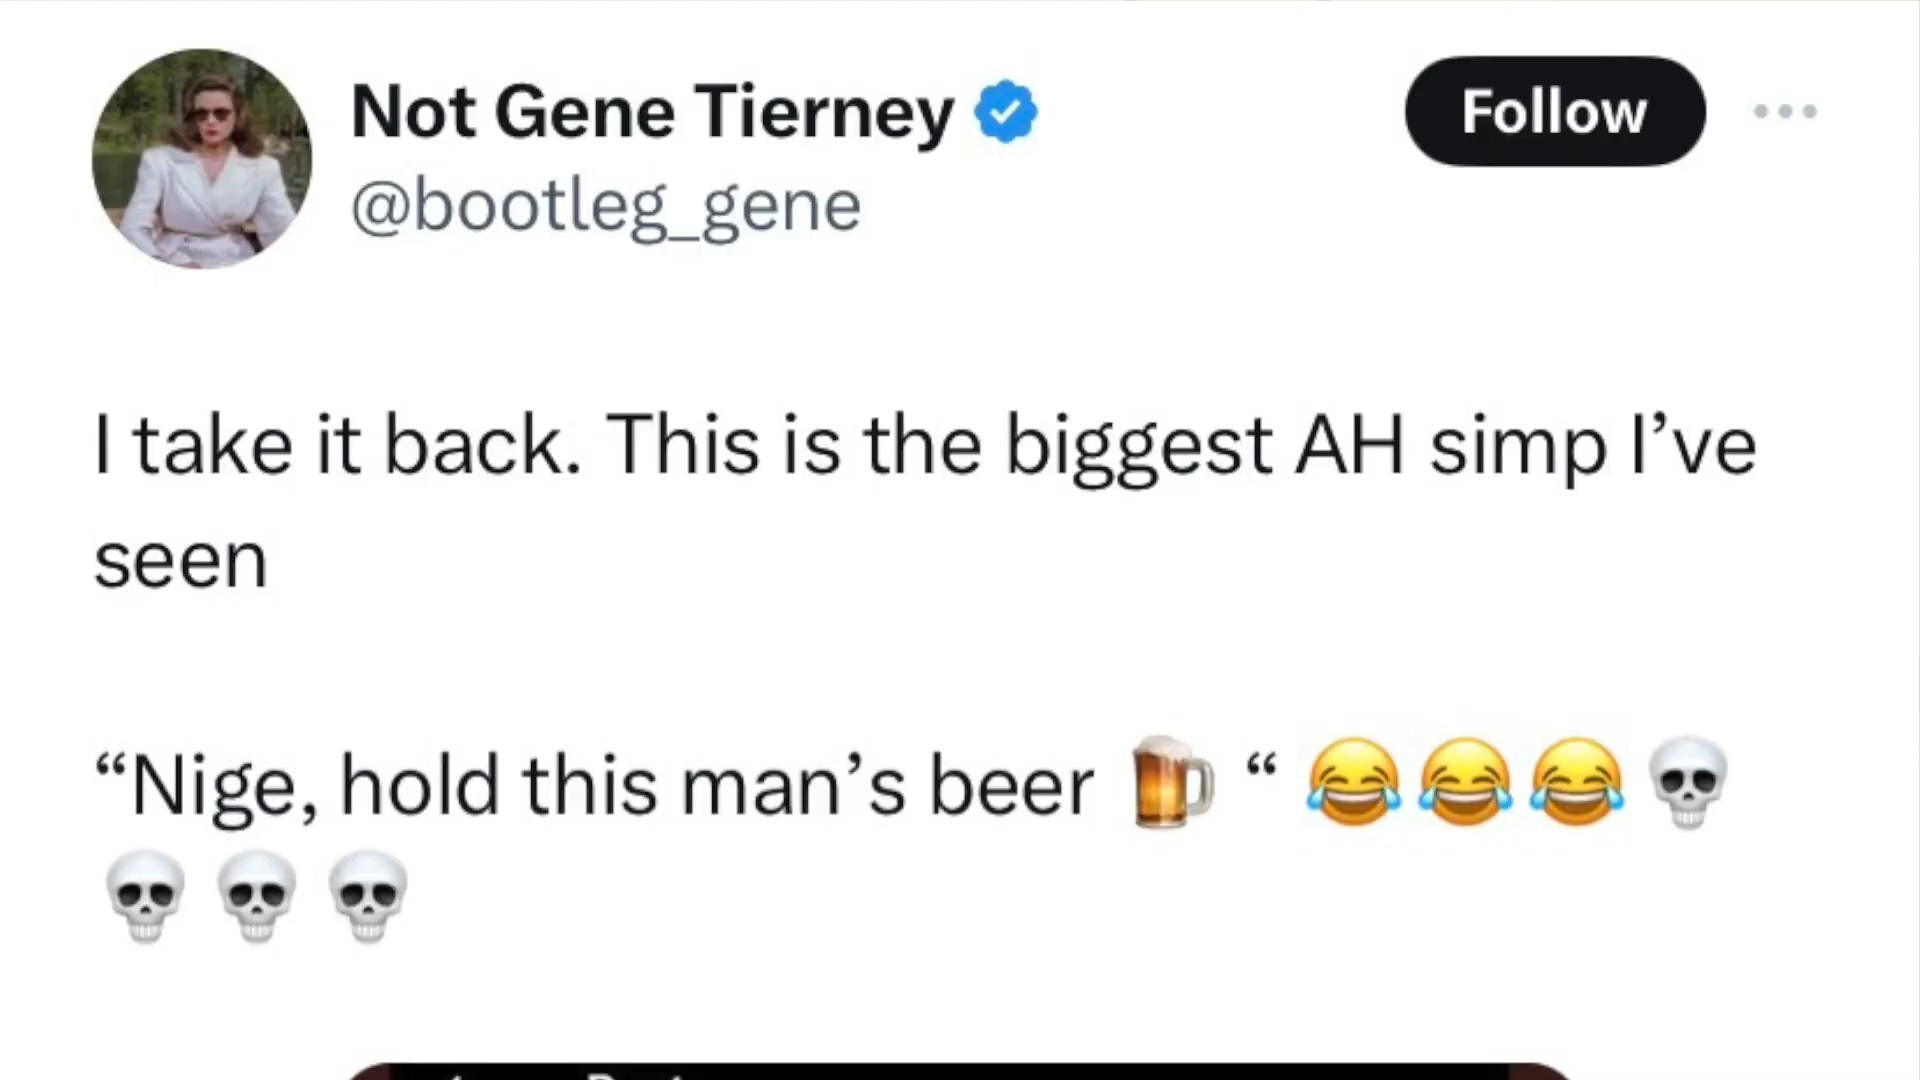 Not Gene Tierney
Follow
@bootleg_gene
I take it back. This is the biggest AH simp I’ve
seen
“Nige, hold this man’s beer 🍺 “ 😂😂😂💀
💀💀💀